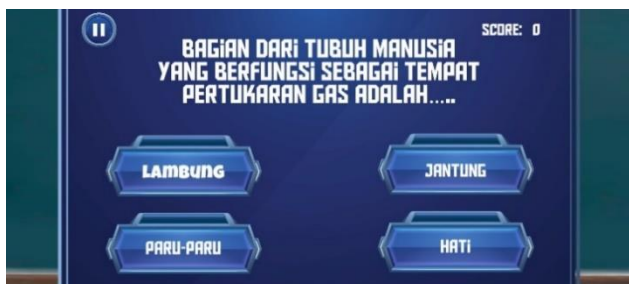 SCORE: 0
BAGIAN DARI TUBUH MANUSIA
YANG BERFUNGSI SEBAGAI TEMPAT
PERTUKARAN GAS ADALAH.....
LAMBUNG
JANTUNG
PARU-PARU
HATI